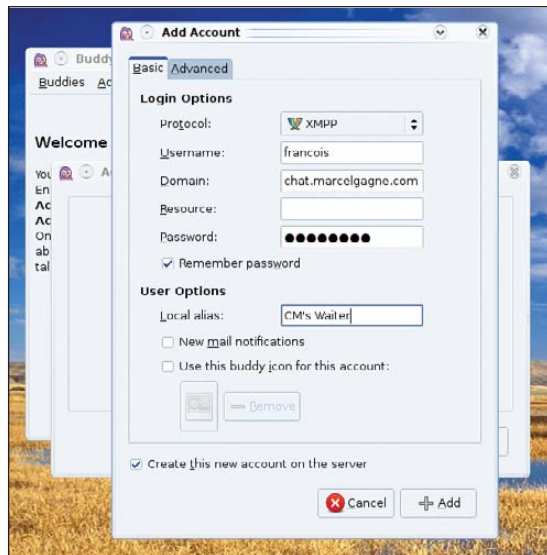 Add Account
Buddy
Buddies Ac
Welcome
You
En
Ac
Ac
On
ab
tal
A
Basic Advanced
Login Options
Protocol: XMPP
Username: francois
Domain: chat.marcelgagne.com
Resource:
Password: ●●●●●●●●
Remember password
User Options
Local alias: CM's Waiter
New mail notifications
Use this buddy icon for this account:
Remove
Create this new account on the server
Cancel Add